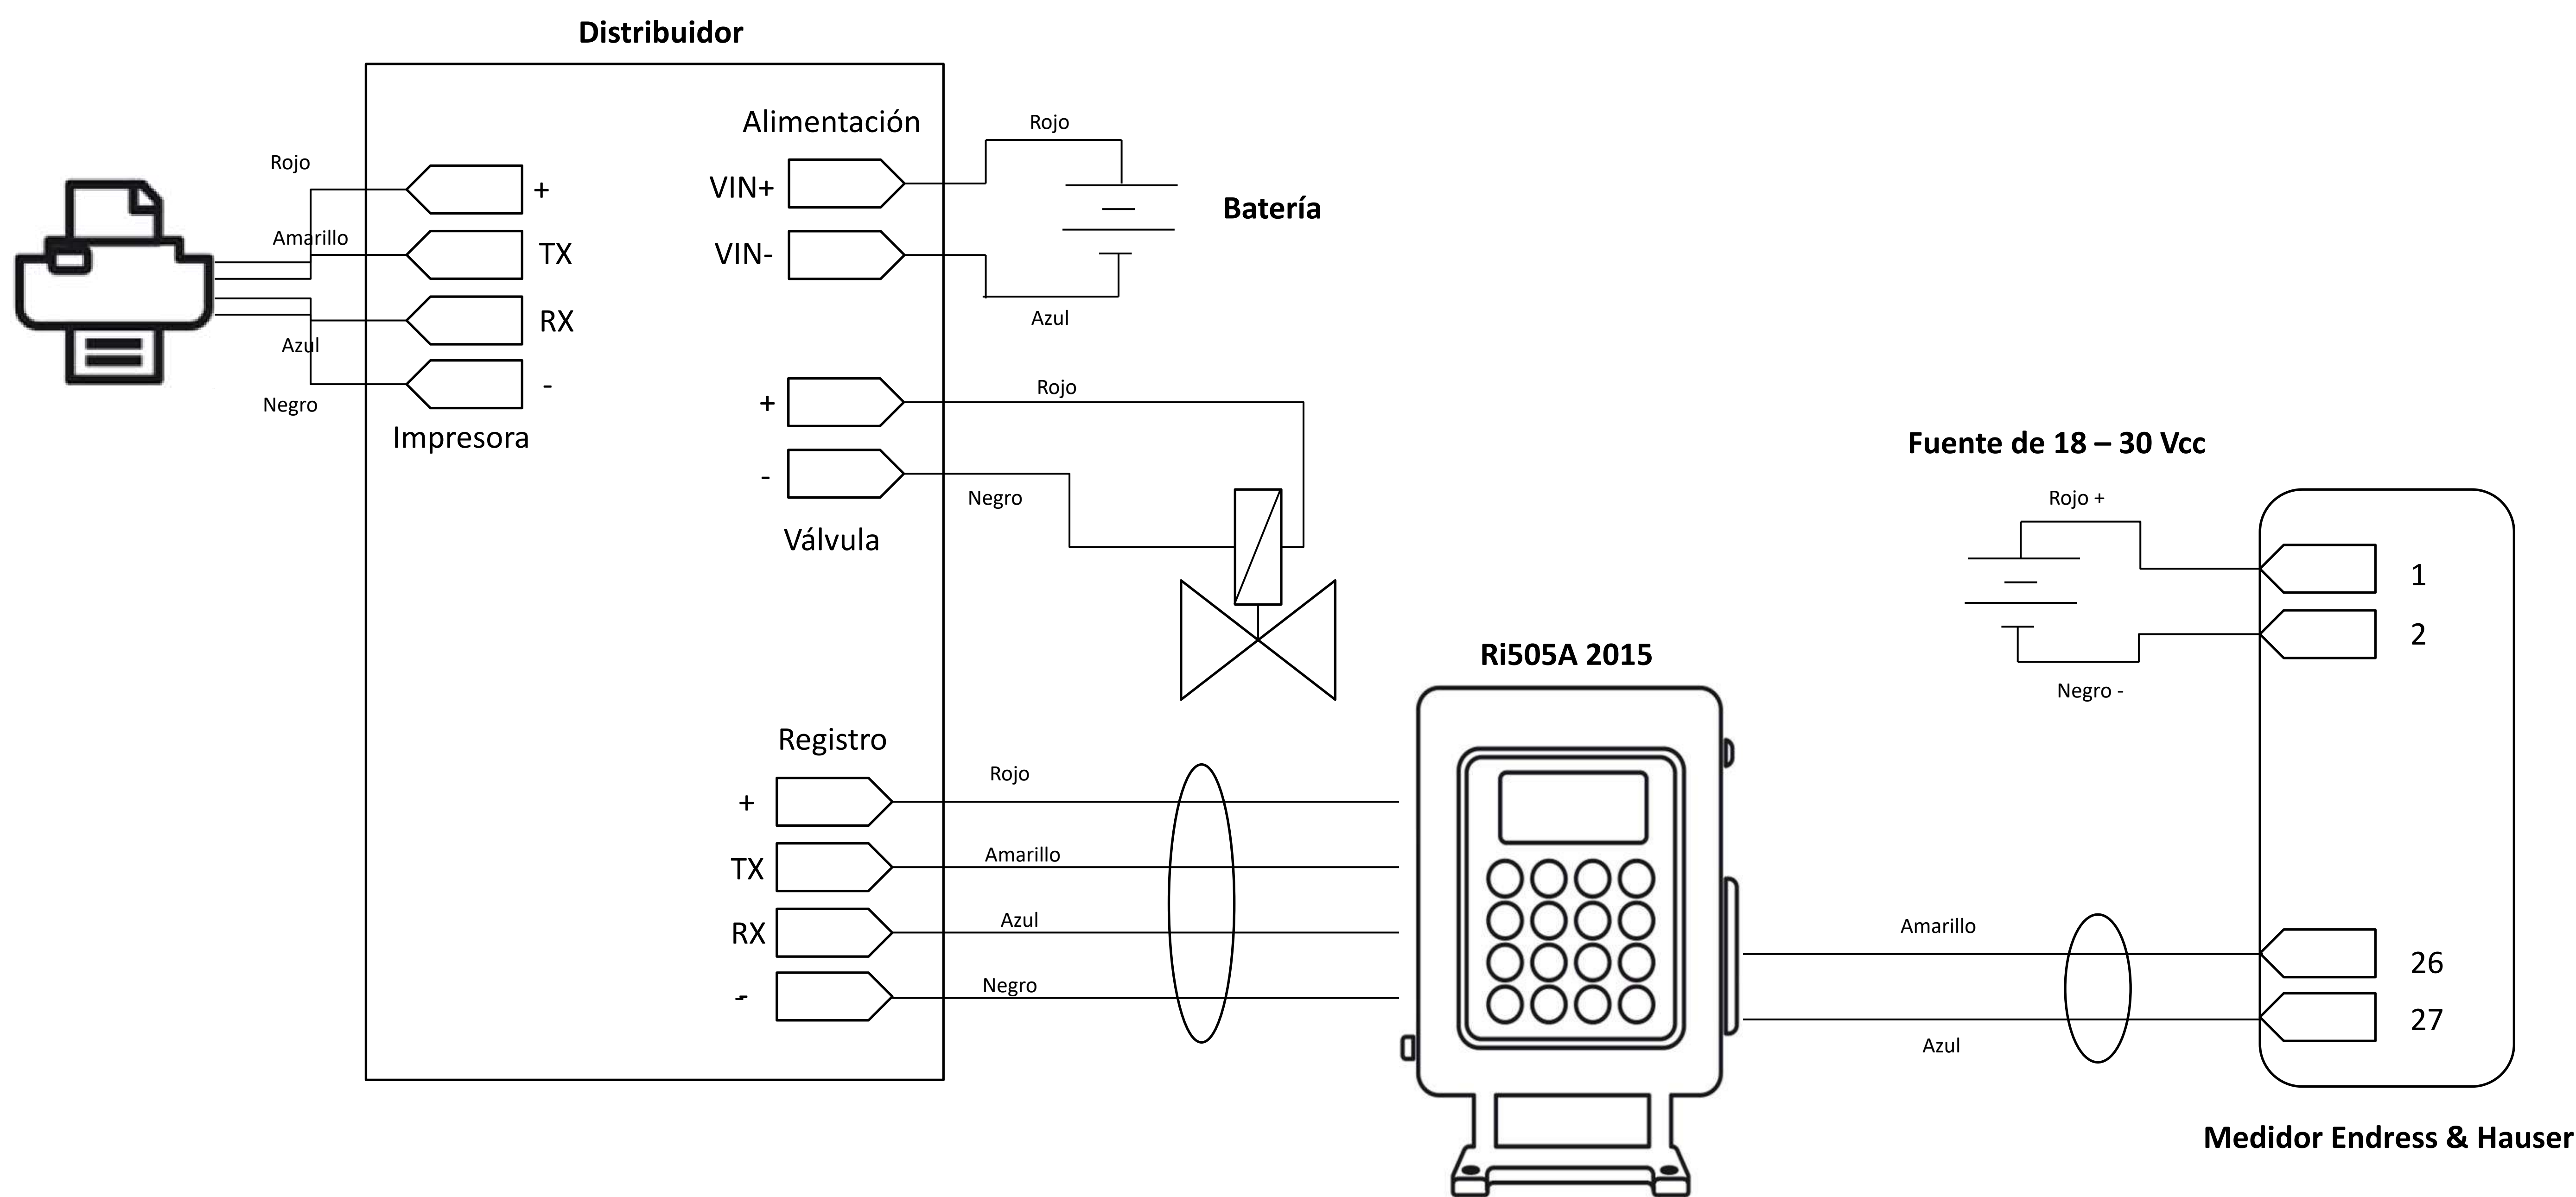 Distribuidor
Alimentación
Rojo
VIN+
Rojo
+
Batería
Amarillo
TX
VIN-
RX
Azul
Azul
-
Negro
Impresora
+
Rojo
-
Negro
Válvula
Fuente de 18 – 30 Vcc
Rojo +
1
2
Negro -
Ri505A 2015
Registro
+
Rojo
TX
Amarillo
RX
Azul
-
Negro
Amarillo
26
27
Azul
Medidor Endress & Hauser